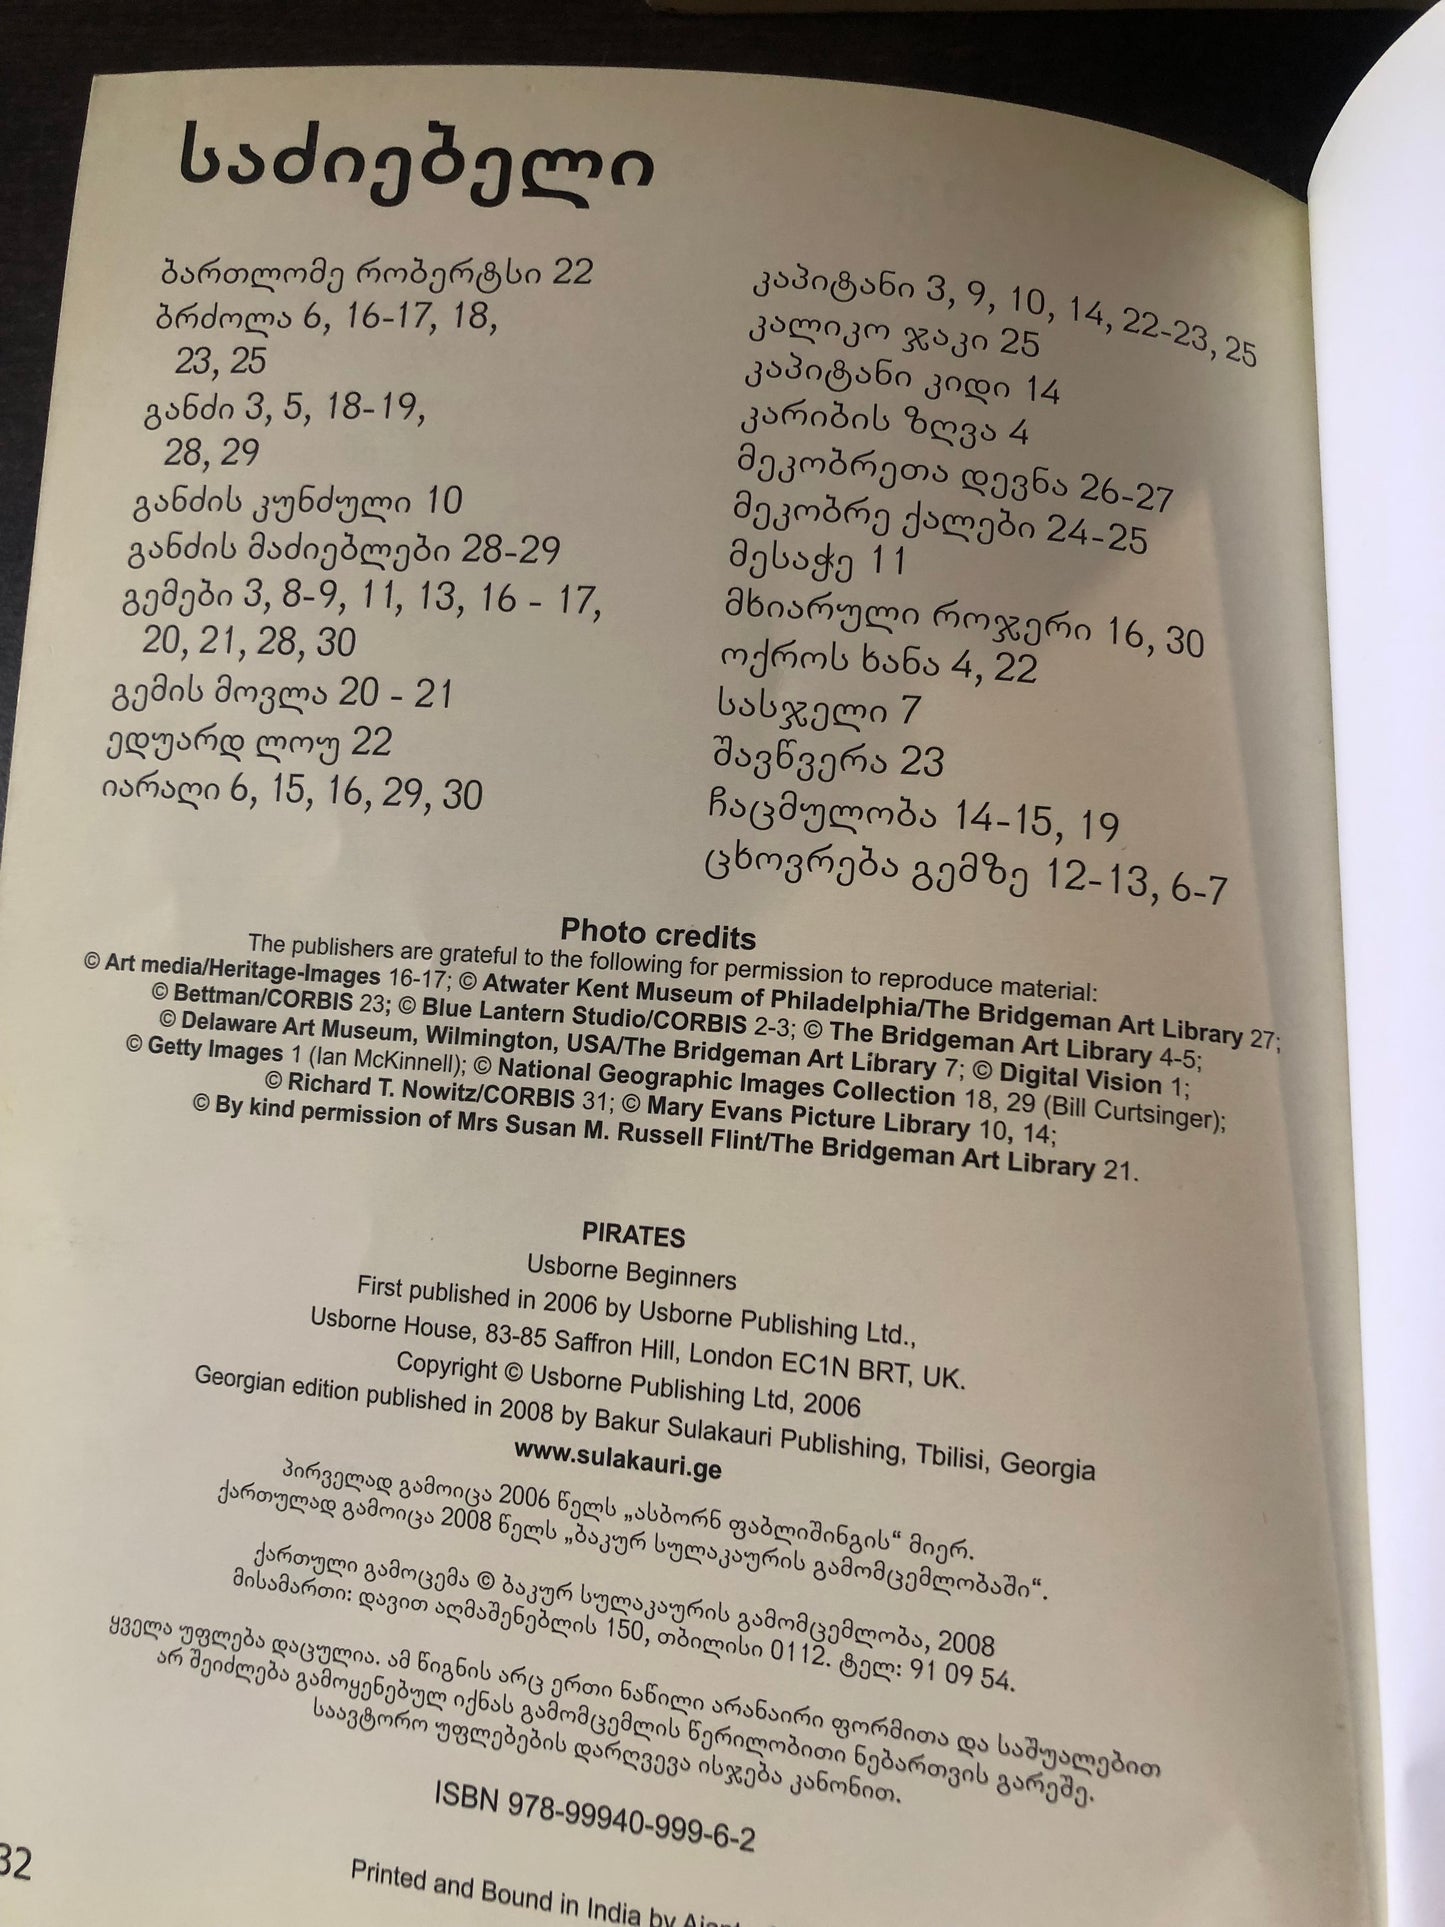 საძიებელი
ბართლომე რობერტსი 22
ბრძოლა 6, 16-17, 18,
23, 25
განძი 3, 5, 18-19,
28, 29
განძის კუნძული 10
განძის მაძიებლები 28-29
გემები 3, 8-9, 11, 13, 16 - 17,
20, 21, 28, 30
გემის მოვლა 20 - 21
ედუარდ ლოუ 22
იარაღი 6, 15, 16, 29, 30
კაპიტანი 3, 9, 10, 14, 22-23, 25
კალიკო ჯაკი 25
კაპიტანი კიდი 14
კარიბის ზღვა 4
მეკობრეთა დევნა 26-27
მეკობრე ქალები 24-25
მესაჭე 11
მხიარული როჯერი 16, 30
ოქროს ხანა 4, 22
სასჯელი 7
შავწვერა 23
ჩაცმულობა 14-15, 19
ცხოვრება გემზე 12-13, 6-7
Photo credits
The publishers are grateful to the following for permission to reproduce material:
© Art media/Heritage-Images 16-17; © Atwater Kent Museum of Philadelphia/The Bridgeman Art Library 27;
© Bettman/CORBIS 23; © Blue Lantern Studio/CORBIS 2-3; © The Bridgeman Art Library 4-5;
© Delaware Art Museum, Wilmington, USA/The Bridgeman Art Library 7; © Digital Vision 1;
© Getty Images 1 (Ian McKinnell); © National Geographic Images Collection 18, 29 (Bill Curtsinger);
© Richard T. Nowitz/CORBIS 31; © Mary Evans Picture Library 10, 14;
© By kind permission of Mrs Susan M. Russell Flint/The Bridgeman Art Library 21.
PIRATES
Usborne Beginners
First published in 2006 by Usborne Publishing Ltd.,
Usborne House, 83-85 Saffron Hill, London EC1N BRT, UK.
Copyright © Usborne Publishing Ltd, 2006
Georgian edition published in 2008 by Bakur Sulakauri Publishing, Tbilisi, Georgia
www.sulakauri.ge
პირველად გამოიცა 2006 წელს „ასბორნ ფაბლიშინგის“ მიერ.
ქართულად გამოიცა 2008 წელს „ბაკურ სულაკაურის გამომცემლობაში“.
ქართული გამოცემა © ბაკურ სულაკაურის გამომცემლობა, 2008
მისამართი: დავით აღმაშენებლის 150, თბილისი 0112. ტელ: 91 09 54.
ყველა უფლება დაცულია. ამ წიგნის არც ერთი ნაწილი არანაირი ფორმითა და საშუალებით
არ შეიძლება გამოყენებულ იქნას გამომცემლის წერილობითი ნებართვის გარეშე.
საავტორო უფლებების დარღვევა ისჯება კანონით.
ISBN 978-99940-999-6-2
32
Printed and Bound in India by